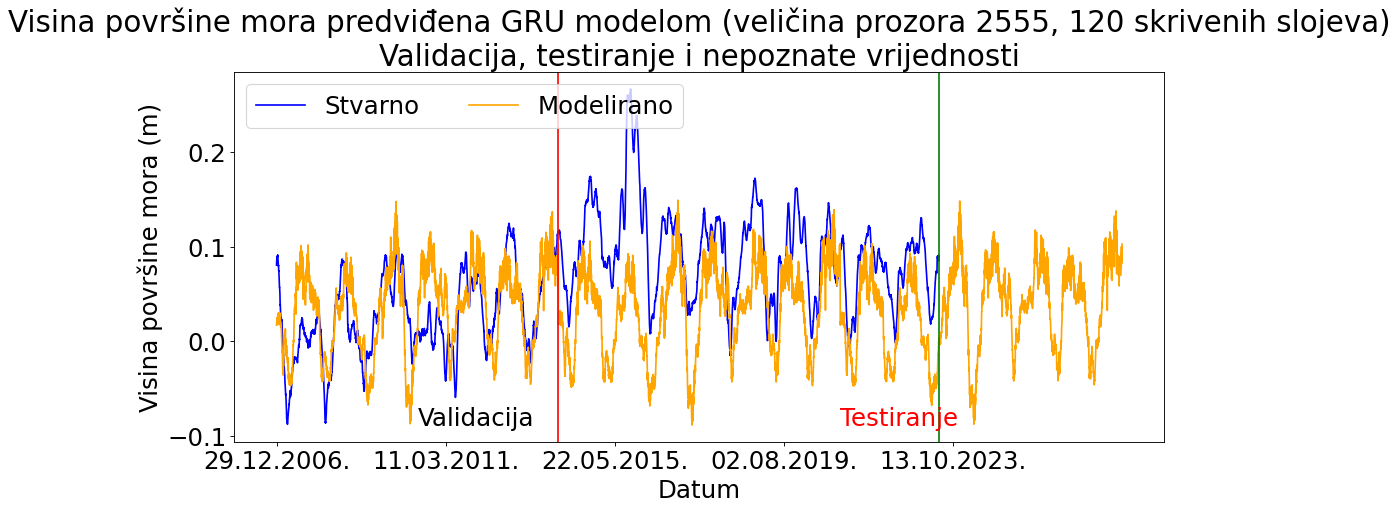 Visina površine mora predviđena GRU modelom (veličina prozora 2555, 120 skrivenih slojeva)
Validacija, testiranje i nepoznate vrijednosti
Stvarno
Modelirano
Visina površine mora (m)
0.2
0.1
0.0
−0.1
Validacija
Testiranje
29.12.2006.
11.03.2011.
22.05.2015.
02.08.2019.
13.10.2023.
Datum